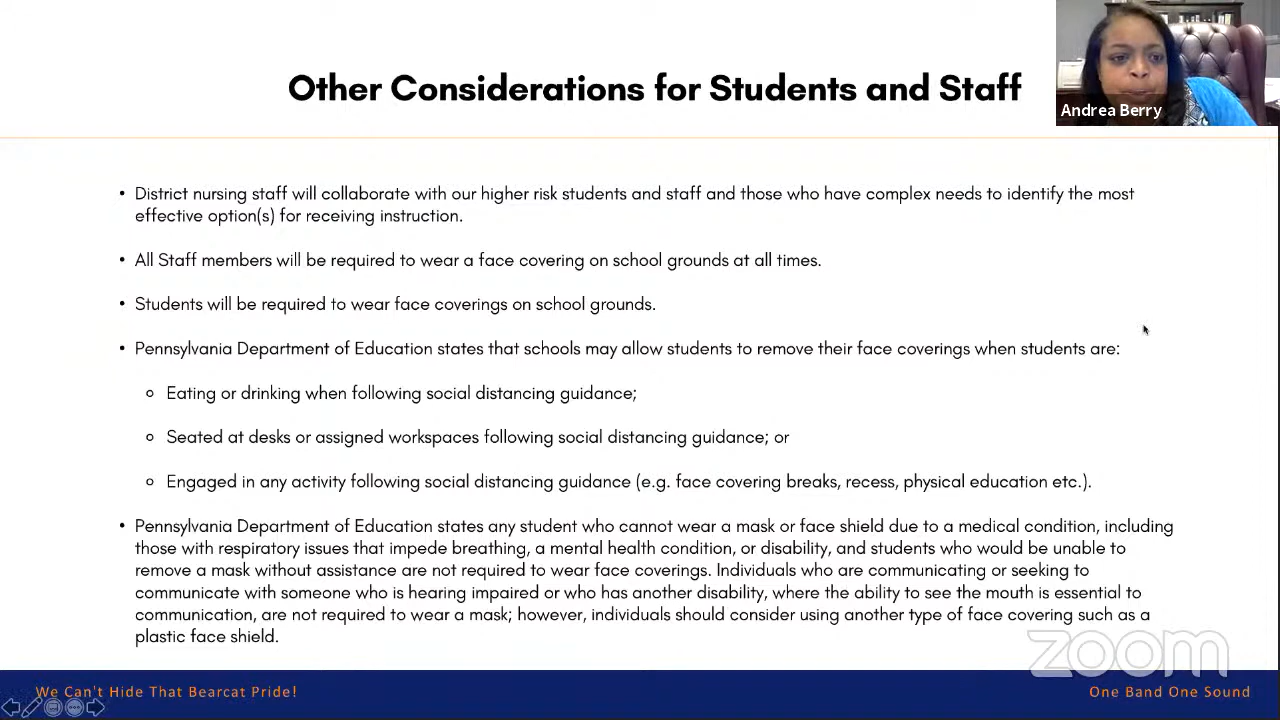 Other Considerations for Students and Staff
Andrea Berry
• District nursing staff will collaborate with our higher risk students and staff and those who have complex needs to identify the most
effective option(s) for receiving instruction.
• All Staff members will be required to wear a face covering on school grounds at all times.
• Students will be required to wear face coverings on school grounds.
• Pennsylvania Department of Education states that schools may allow students to remove their face coverings when students are:
o Eating or drinking when following social distancing guidance;
o Seated at desks or assigned workspaces following social distancing guidance; or
o Engaged in any activity following social distancing guidance (e.g. face covering breaks, recess, physical education etc.).
• Pennsylvania Department of Education states any student who cannot wear a mask or face shield due to a medical condition, including
those with respiratory issues that impede breathing, a mental health condition, or disability, and students who would be unable to
remove a mask without assistance are not required to wear face coverings. Individuals who are communicating or seeking to
communicate with someone who is hearing impaired or who has another disability, where the ability to see the mouth is essential to
communication, are not required to wear a mask; however, individuals should consider using another type of face covering such as a
plastic face shield.
zoom
We Can't Hide That Bearcat Pride!
One Band One Sound